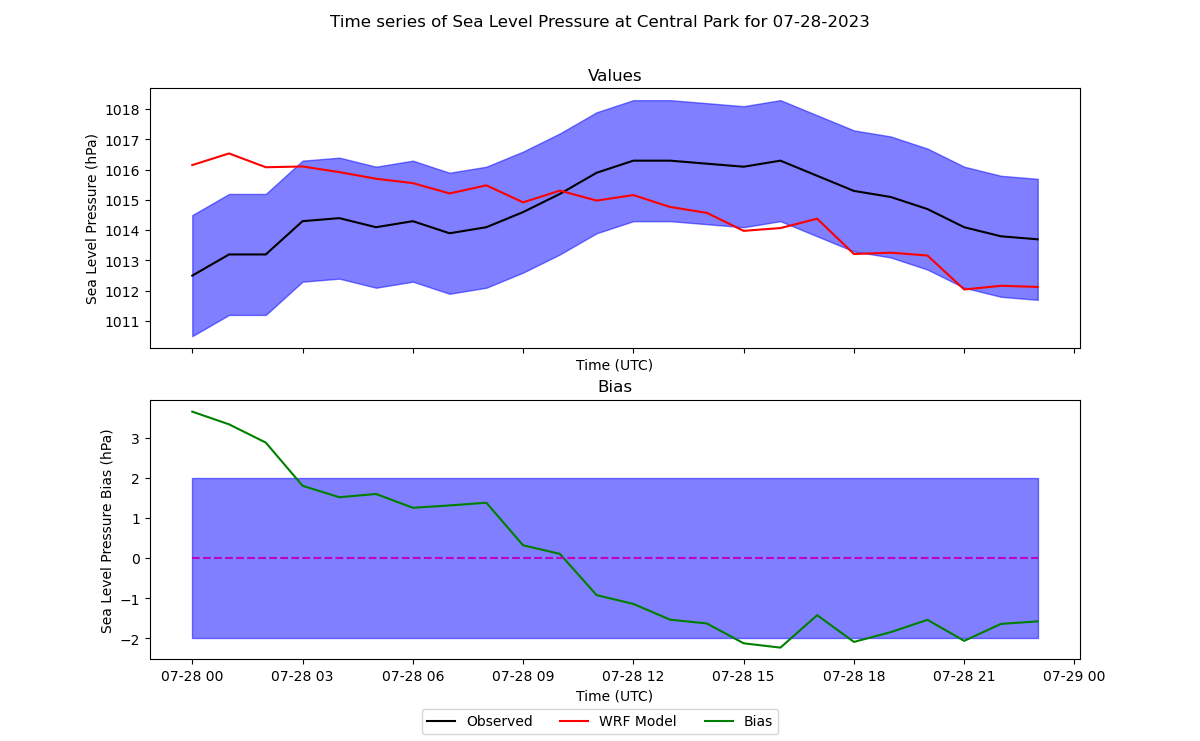 Time series of Sea Level Pressure at Central Park for 07-28-2023
Values
Sea Level Pressure (hPa)
1018
1017
1016
1015
1014
1013
1012
1011
Time (UTC)
Bias
Sea Level Pressure Bias (hPa)
3
2
1
0
−1
−2
07-28 00 07-28 03 07-28 06 07-28 09 07-28 12 07-28 15 07-28 18 07-28 21 07-29 00
Time (UTC)
Observed WRF Model Bias